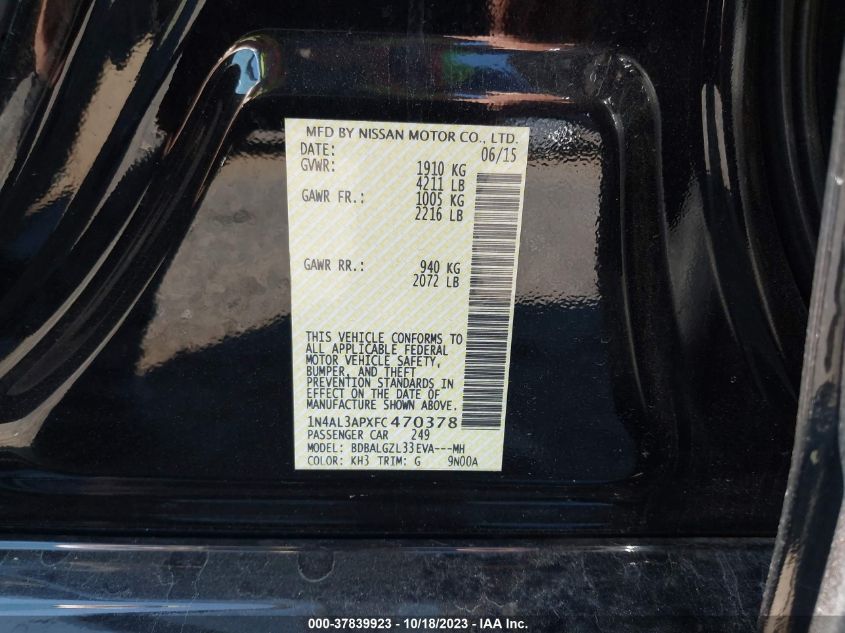 MFD BY NISSAN MOTOR CO., LTD.
DATE: 06/15
GVWR: 1910 KG
4211 LB
GAWR FR.: 1005 KG
2216 LB
GAWR RR.: 940 KG
2072 LB
THIS VEHICLE CONFORMS TO
ALL APPLICABLE FEDERAL
MOTOR VEHICLE SAFETY,
BUMPER, AND THEFT
PREVENTION STANDARDS IN
EFFECT ON THE DATE OF
MANUFACTURE SHOWN ABOVE.
1N4AL3APXFC470378
PASSENGER CAR 249
MODEL: BDBALGZL33EVA---MH
COLOR: KH3 TRIM: G 9N00A
000-37839923 - 10/18/2023 - IAA Inc.